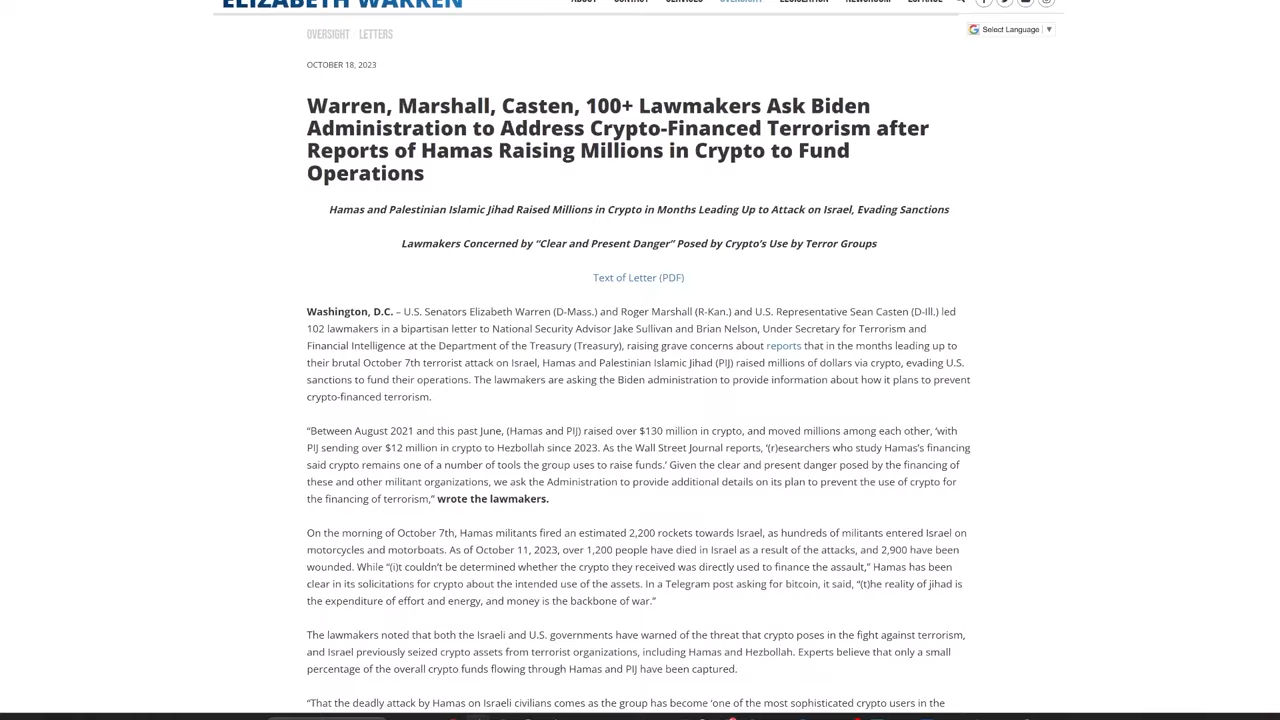 ELIZABETH WARREN
ABOUT CONTACT SERVICES OVERSIGHT LEGISLATION NEWSROOM ESPAÑOL
OVERSIGHT LETTERS
Select Language ▼
OCTOBER 18, 2023
Warren, Marshall, Casten, 100+ Lawmakers Ask Biden
Administration to Address Crypto-Financed Terrorism after
Reports of Hamas Raising Millions in Crypto to Fund
Operations
Hamas and Palestinian Islamic Jihad Raised Millions in Crypto in Months Leading Up to Attack on Israel, Evading Sanctions
Lawmakers Concerned by “Clear and Present Danger” Posed by Crypto’s Use by Terror Groups
Text of Letter (PDF)
Washington, D.C. – U.S. Senators Elizabeth Warren (D-Mass.) and Roger Marshall (R-Kan.) and U.S. Representative Sean Casten (D-Ill.) led
102 lawmakers in a bipartisan letter to National Security Advisor Jake Sullivan and Brian Nelson, Under Secretary for Terrorism and
Financial Intelligence at the Department of the Treasury (Treasury), raising grave concerns about reports that in the months leading up to
their brutal October 7th terrorist attack on Israel, Hamas and Palestinian Islamic Jihad (PIJ) raised millions of dollars via crypto, evading U.S.
sanctions to fund their operations. The lawmakers are asking the Biden administration to provide information about how it plans to prevent
crypto-financed terrorism.
“Between August 2021 and this past June, (Hamas and PIJ) raised over $130 million in crypto, and moved millions among each other, ‘with
PIJ sending over $12 million in crypto to Hezbollah since 2023. As the Wall Street Journal reports, ‘(r)esearchers who study Hamas’s financing
said crypto remains one of a number of tools the group uses to raise funds.’ Given the clear and present danger posed by the financing of
these and other militant organizations, we ask the Administration to provide additional details on its plan to prevent the use of crypto for
the financing of terrorism,” wrote the lawmakers.
On the morning of October 7th, Hamas militants fired an estimated 2,200 rockets towards Israel, as hundreds of militants entered Israel on
motorcycles and motorboats. As of October 11, 2023, over 1,200 people have died in Israel as a result of the attacks, and 2,900 have been
wounded. While “(i)t couldn’t be determined whether the crypto they received was directly used to finance the assault,” Hamas has been
clear in its solicitations for crypto about the intended use of the assets. In a Telegram post asking for bitcoin, it said, “(t)he reality of jihad is
the expenditure of effort and energy, and money is the backbone of war.”
The lawmakers noted that both the Israeli and U.S. governments have warned of the threat that crypto poses in the fight against terrorism,
and Israel previously seized crypto assets from terrorist organizations, including Hamas and Hezbollah. Experts believe that only a small
percentage of the overall crypto funds flowing through Hamas and PIJ have been captured.
“That the deadly attack by Hamas on Israeli civilians comes as the group has become ‘one of the most sophisticated crypto users in the